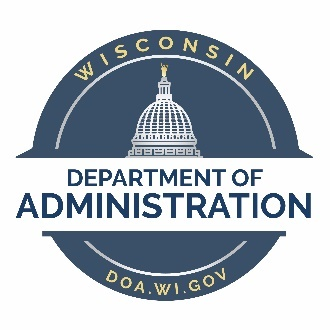 WISCONSIN
DEPARTMENT OF
ADMINISTRATION
DOA.WI.GOV